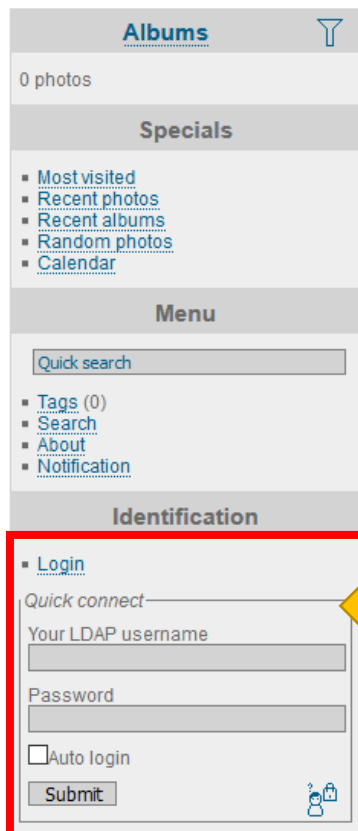 Albums
0 photos
Specials
Most visited
Recent photos
Recent albums
Random photos
Calendar
Menu
Quick search
Tags (0)
Search
About
Notification
Identification
Login
Quick connect
Your LDAP username
Password
Auto login
Submit